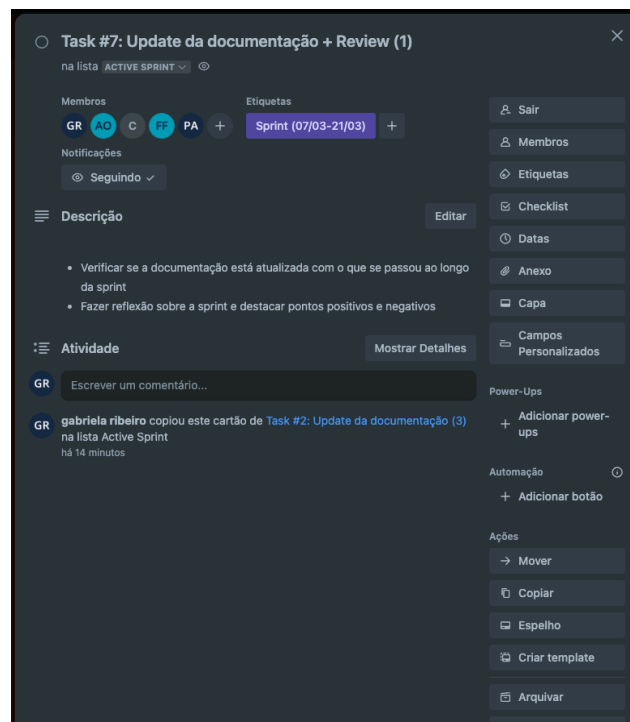 Task #7: Update da documentação + Review (1)
na lista ACTIVE SPRINT
Membros
GR AO C FF PA +
Etiquetas
Sprint (07/03-21/03) +
Notificações
Seguindo
Descrição
Editar
Verificar se a documentação está atualizada com o que se passou ao longo
da sprint
Fazer reflexão sobre a sprint e destacar pontos positivos e negativos
Atividade
Mostrar Detalhes
GR
Escrever um comentário...
GR
gabriela ribeiro copiou este cartão de Task #2: Update da documentação (3)
na lista Active Sprint
há 14 minutos
Sair
Membros
Etiquetas
Checklist
Datas
Anexo
Capa
Campos
Personalizados
Power-Ups
+ Adicionar power-
ups
Automação
+ Adicionar botão
Ações
Mover
Copiar
Espelho
Criar template
Arquivar